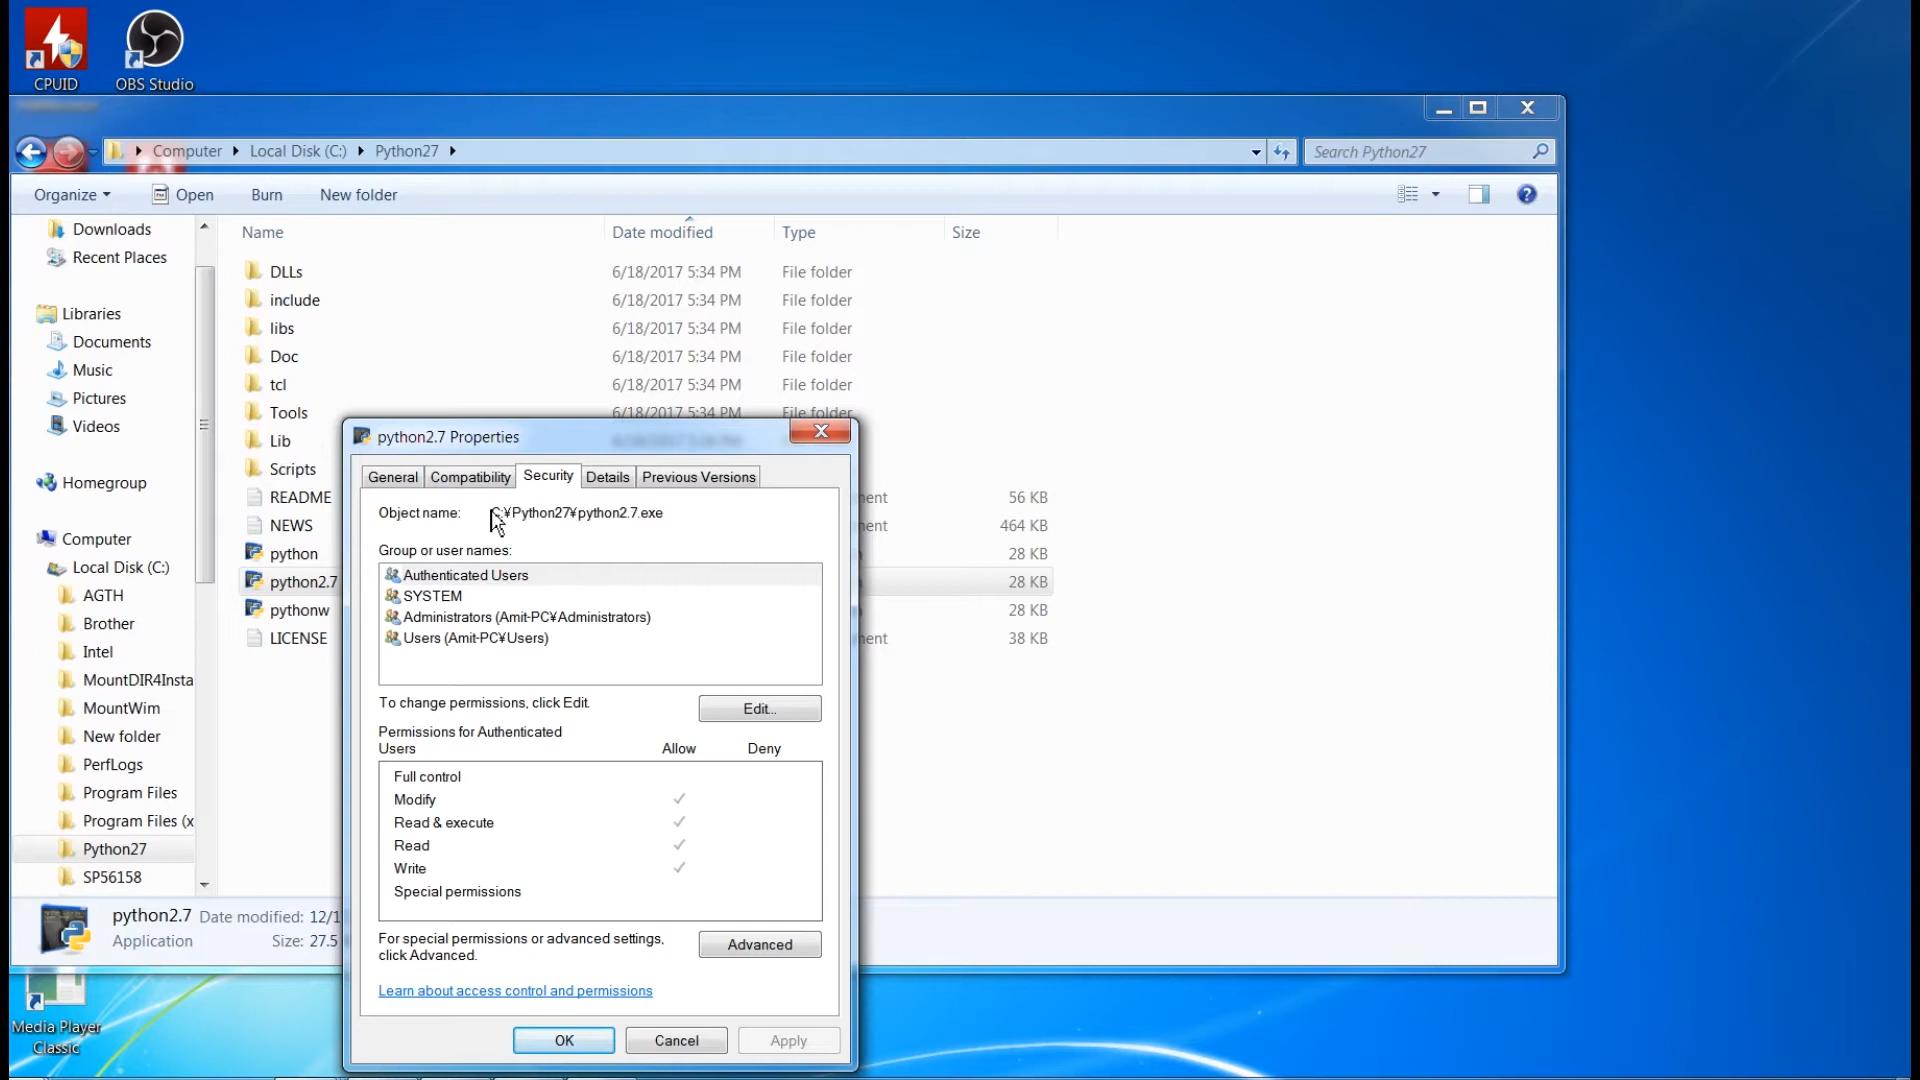 CPUID
OBS Studio
Computer Local Disk (C:) Python27
Search Python27
Organize Open Burn New folder
Downloads
Recent Places
Libraries
Documents
Music
Pictures
Videos
Homegroup
Computer
Local Disk (C:)
AGTH
Brother
Intel
MountDIR4Insta
MountWim
New folder
PerfLogs
Program Files
Program Files (x
Python27
SP56158
Name Date modified Type Size
DLLs 6/18/2017 5:34 PM File folder
include 6/18/2017 5:34 PM File folder
libs 6/18/2017 5:34 PM File folder
Doc 6/18/2017 5:34 PM File folder
tcl 6/18/2017 5:34 PM File folder
Tools 6/18/2017 5:34 PM File folder
Lib
Scripts
README ent 56 KB
NEWS ent 464 KB
python 28 KB
python2.7 28 KB
pythonw 28 KB
LICENSE ent 38 KB
python2.7 Properties
General Compatibility Security Details Previous Versions
Object name: C:¥Python27¥python2.7.exe
Group or user names:
Authenticated Users
SYSTEM
Administrators (Amit-PC¥Administrators)
Users (Amit-PC¥Users)
To change permissions, click Edit.
Edit...
Permissions for Authenticated
Users Allow Deny
Full control
Modify
Read & execute
Read
Write
Special permissions
For special permissions or advanced settings,
click Advanced.
Advanced
Learn about access control and permissions
OK Cancel Apply
python2.7 Date modified: 12/1
Application Size: 27.5
Media Player
Classic